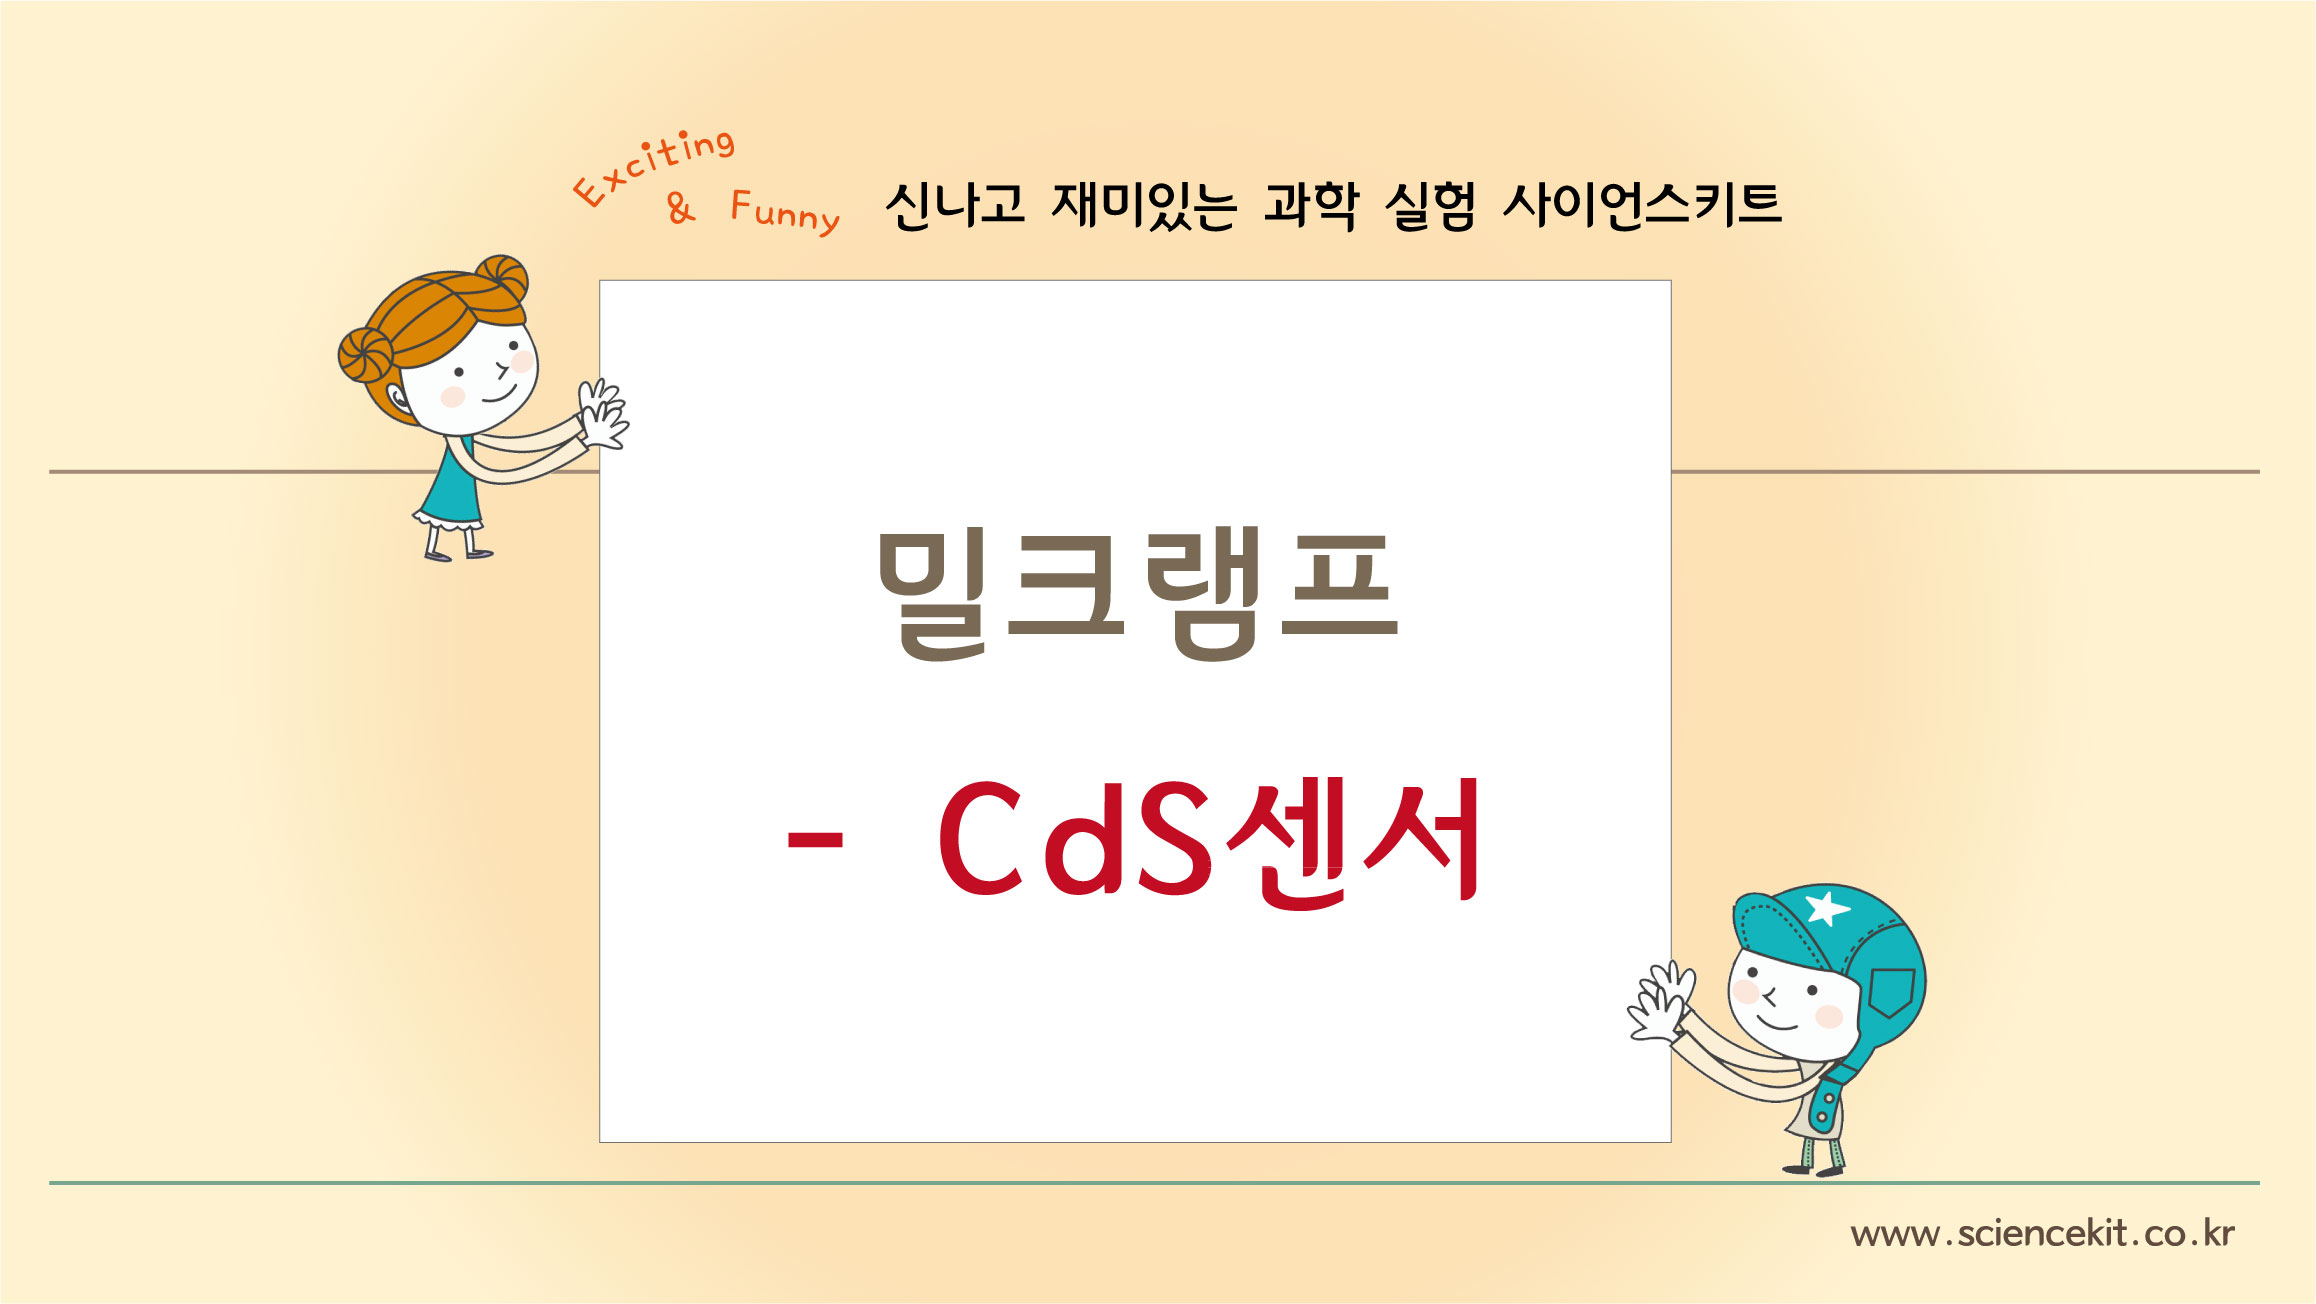 Exciting
& Funny
신나고 재미있는 과학 실험 사이언스키트
밀크램프
- CdS센서
www.sciencekit.co.kr